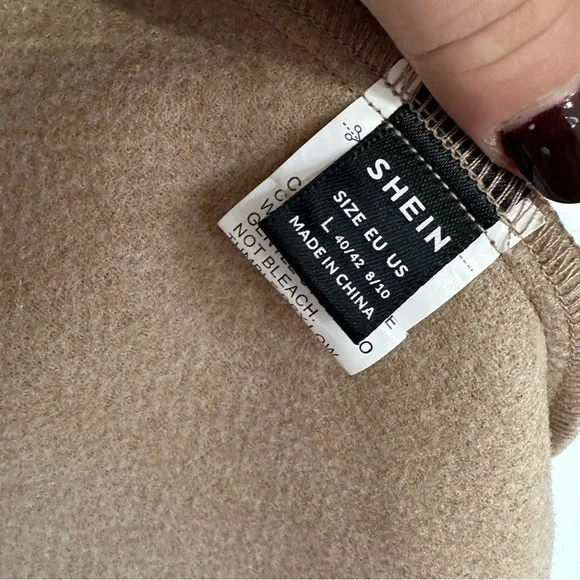 SHEIN
SIZE EU US
L 40/42 8/10
MADE IN CHINA
NOT BLEACH.